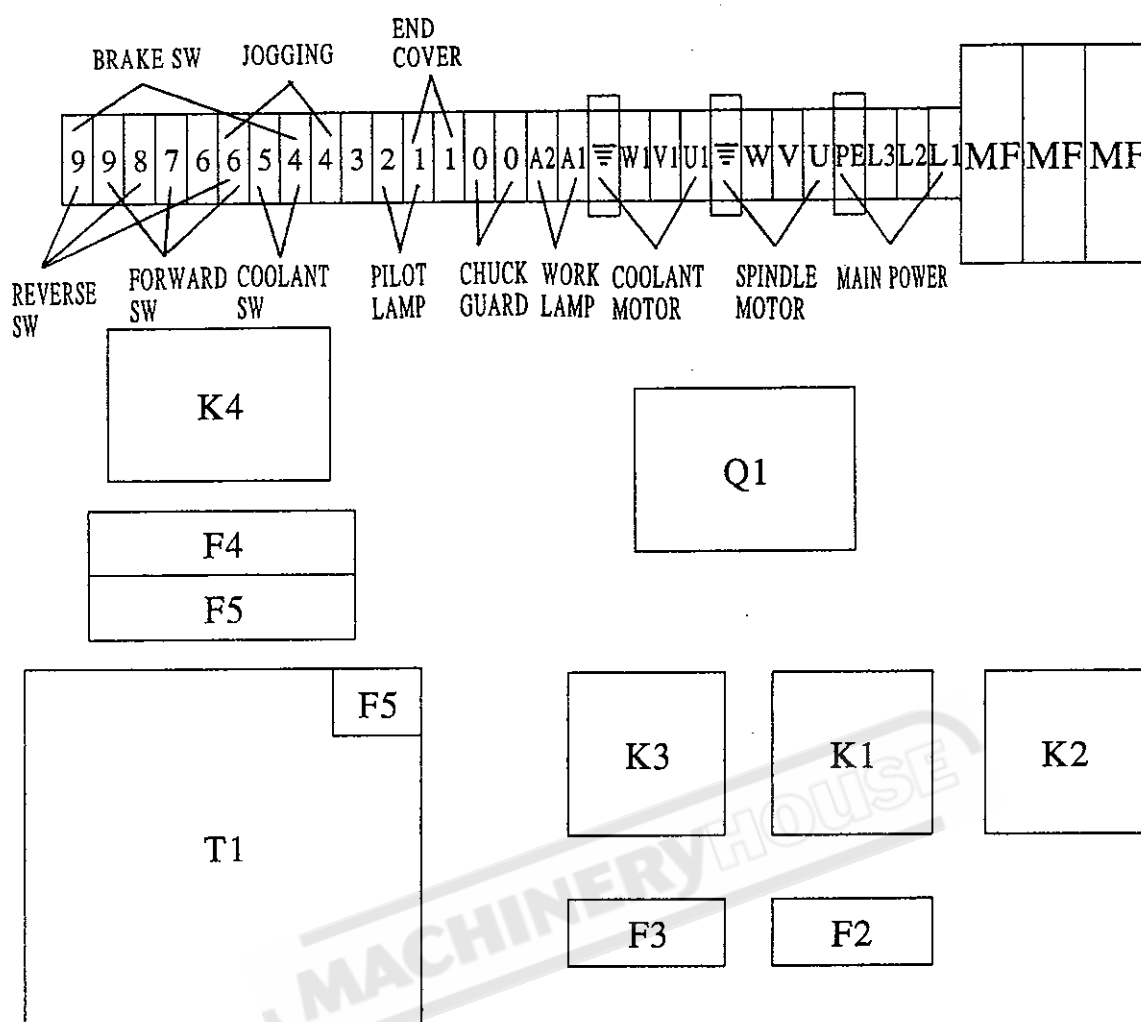 END
COVER
BRAKE SW JOGGING
9 9 8 7 6 6 5 4 4 3 2 1 1 0 0 A2 A1 W1 V1 U1 W V U PE L3 L2 L1 MF MF MF
REVERSE
SW
FORWARD
SW
COOLANT
SW
PILOT
LAMP
CHUCK
GUARD
WORK
LAMP
COOLANT
MOTOR
SPINDLE
MOTOR
MAIN POWER
K4
Q1
F4
F5
F5
K3 K1 K2
T1
F3 F2
MACHINERYHOUSE